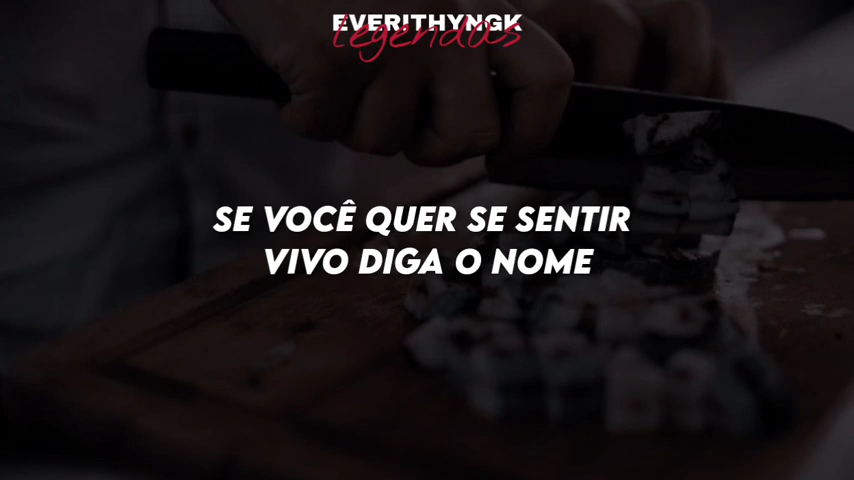 EVERITHYNGK
legendas
SE VOCÊ QUER SE SENTIR
VIVO DIGA O NOME